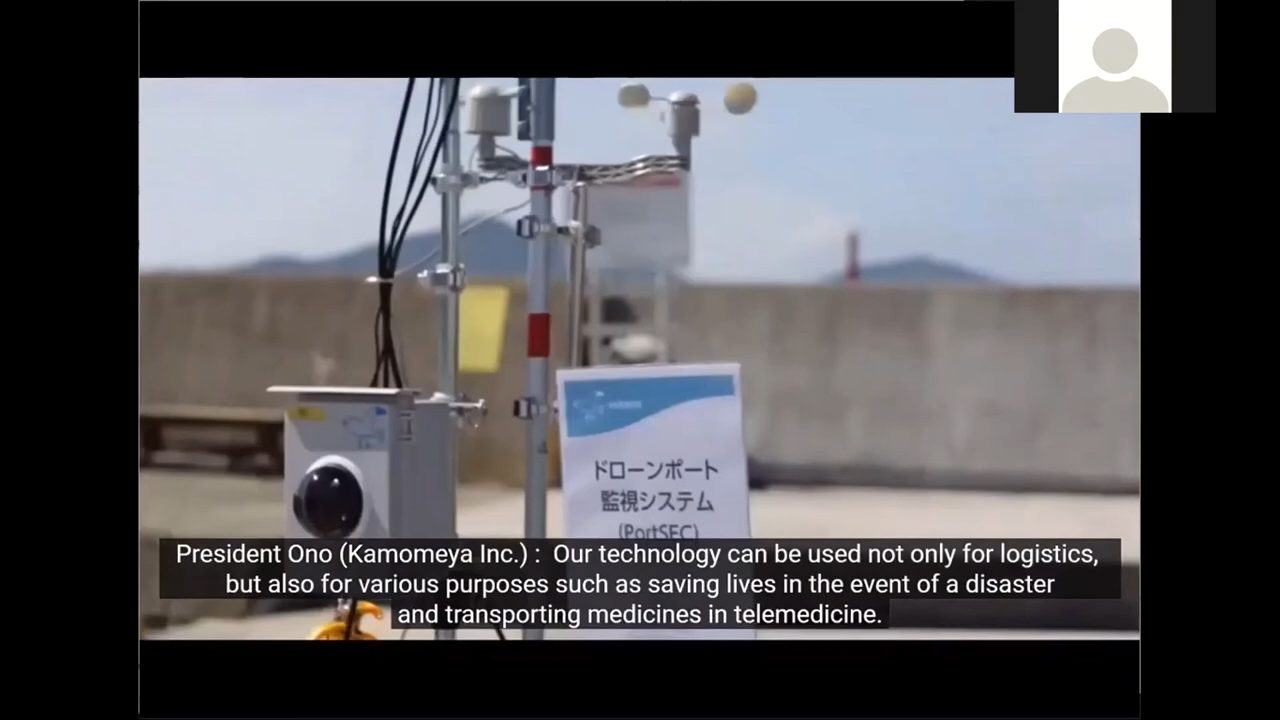 ドローンポート
監視システム
(PortSEC)
President Ono (Kamomeya Inc.) : Our technology can be used not only for logistics,
but also for various purposes such as saving lives in the event of a disaster
and transporting medicines in telemedicine.